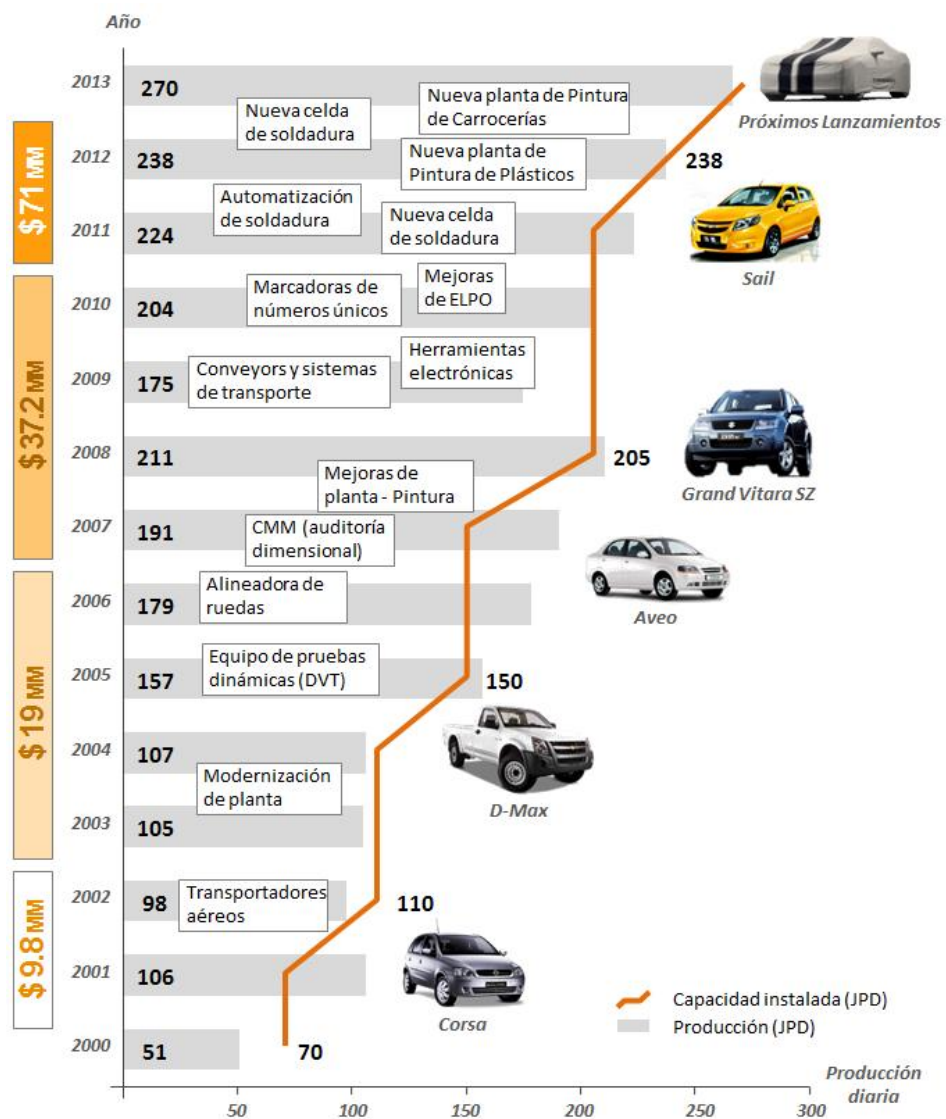 Año
2013
270
Nueva celda
de soldadura
Nueva planta de Pintura
de Carrocerías
Próximos Lanzamientos
$ 71 MM
2012
238
Nueva planta de
Pintura de Plásticos
238
Automatización
de soldadura
2011
224
Nueva celda
de soldadura
Sail
$ 37.2 MM
2010
204
Marcadoras de
números únicos
Mejoras
de ELPO
2009
175
Conveyors y sistemas
de transporte
Herramientas
electrónicas
2008
211
205
Grand Vitara SZ
Mejoras de
planta - Pintura
2007
191
CMM (auditoría
dimensional)
Aveo
$ 19 MM
2006
179
Alineadora de
ruedas
2005
157
Equipo de pruebas
dinámicas (DVT)
150
2004
107
Modernización
de planta
D-Max
2003
105
$ 9.8 MM
2002
98
Transportadores
aéreos
110
2001
106
Corsa
Capacidad instalada (JPD)
Producción (JPD)
2000
51
70
50
100
150
200
250
300
Producción
diaria